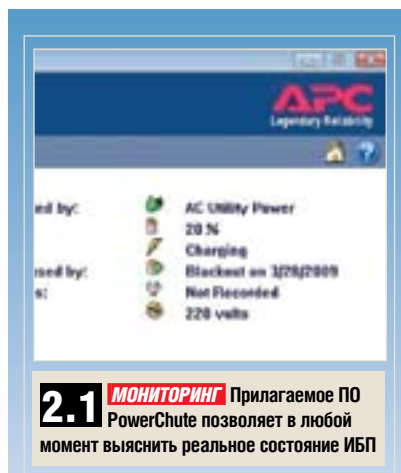 APC
Legendary Reliability
ed by: AC Utility Power
20 %
Charging
used by: Blackout on 3/28/2009
s: Not Recorded
220 volts
2.1 МОНИТОРИНГ Прилагаемое ПО
PowerChute позволяет в любой
момент выяснить реальное состояние ИБП